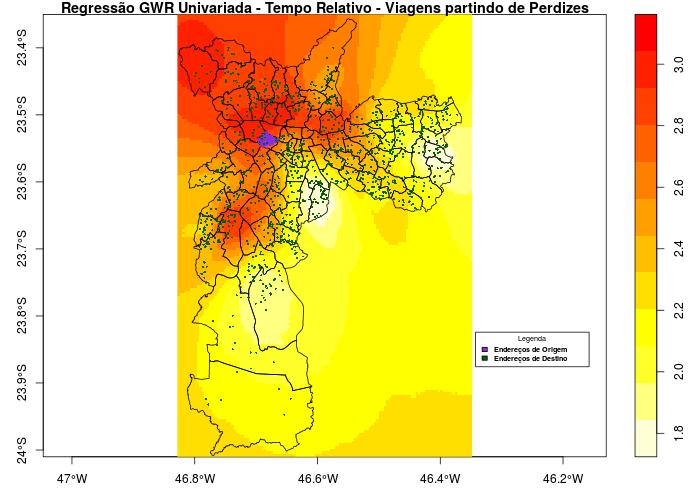 Regressão GWR Univariada - Tempo Relativo - Viagens partindo de Perdizes
23.4°S
23.5°S
23.6°S
23.7°S
23.8°S
23.9°S
24°S
47°W
46.8°W
46.6°W
46.4°W
46.2°W
Legenda
Endereços de Origem
Endereços de Destino
3.0
2.8
2.6
2.4
2.2
2.0
1.8